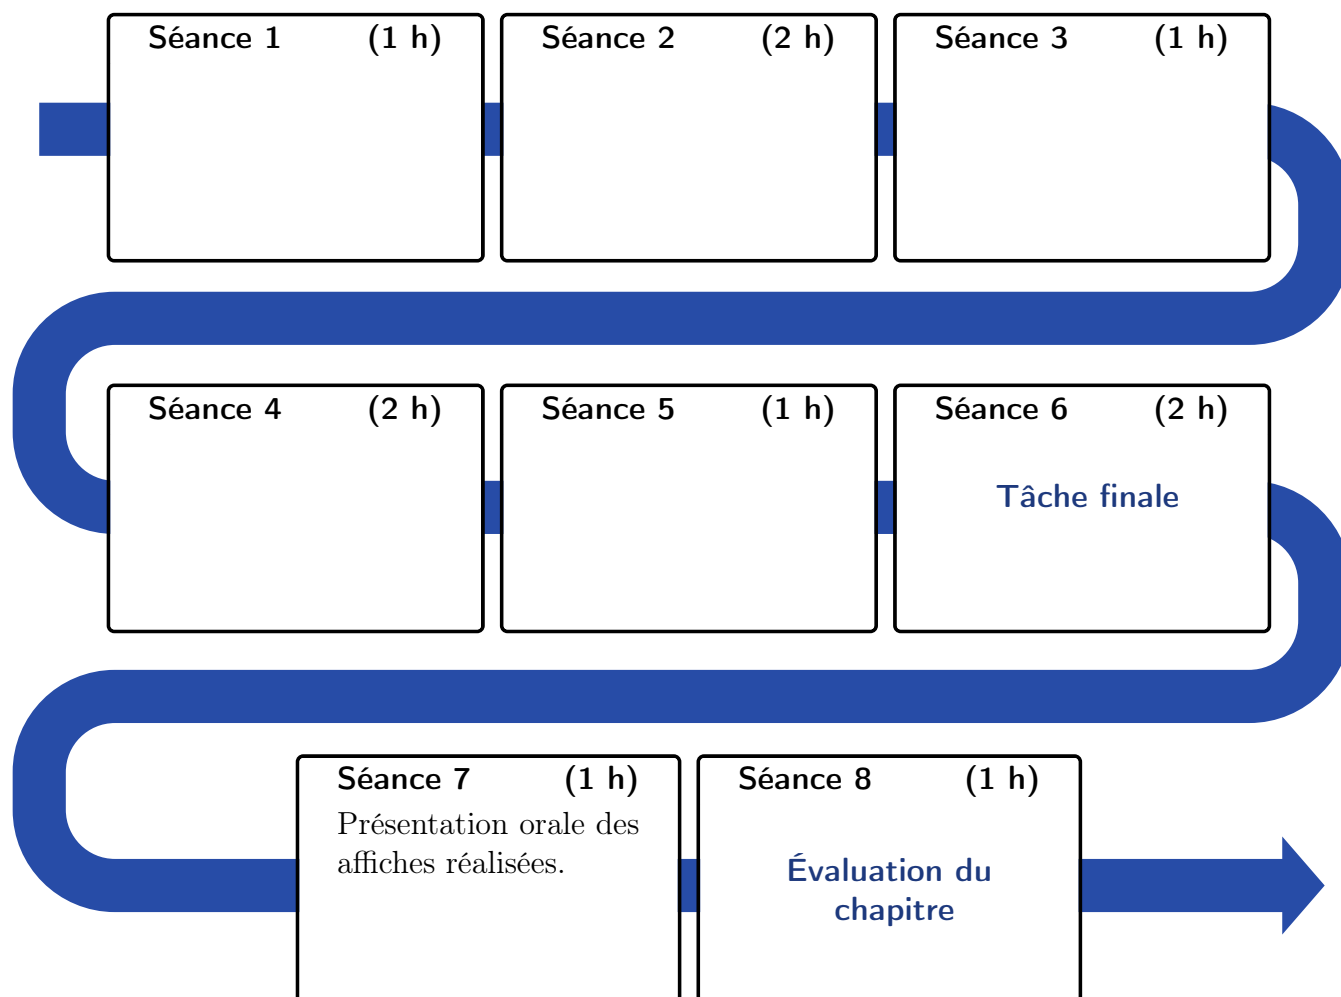 Séance 1 (1 h)
Séance 2 (2 h)
Séance 3 (1 h)
Séance 4 (2 h)
Séance 5 (1 h)
Séance 6 (2 h)
Tâche finale
Séance 7 (1 h)
Présentation orale des
affiches réalisées.
Séance 8 (1 h)
Évaluation du
chapitre